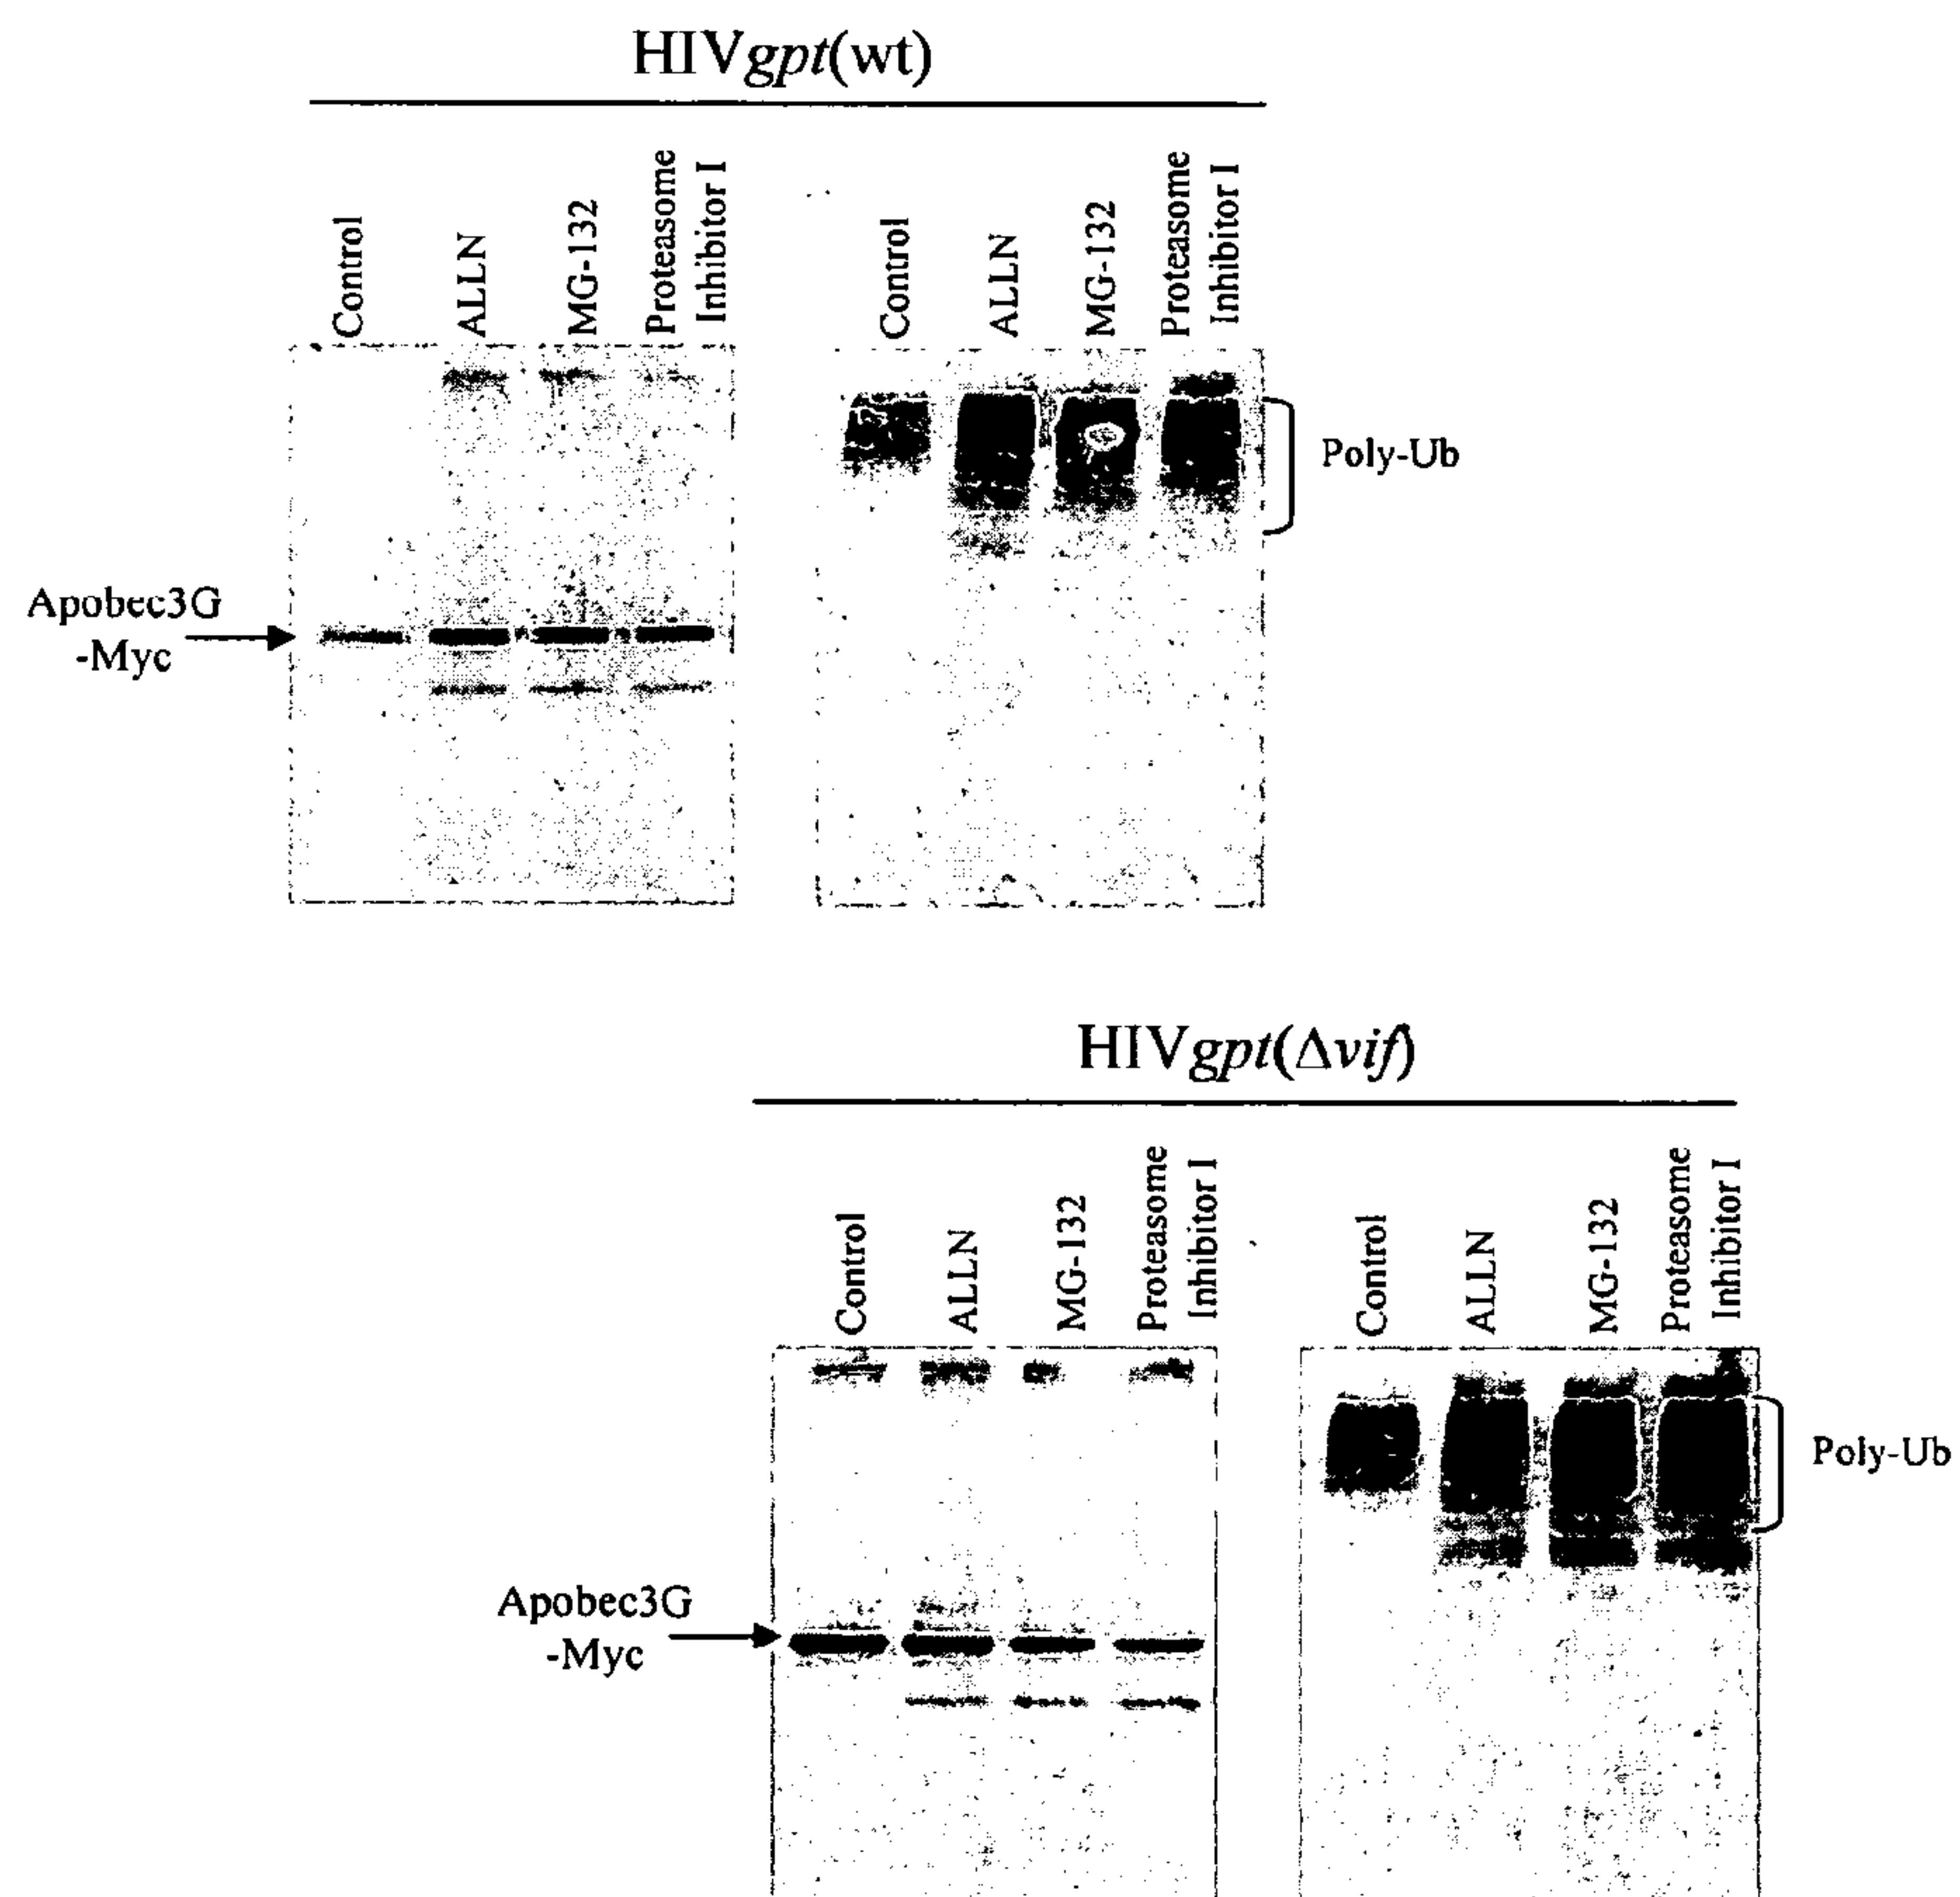 HIVgpt(wt)
Control
ALLN
MG-132
Proteasome
Inhibitor I
Control
ALLN
MG-132
Proteasome
Inhibitor I
Poly-Ub
Apobec3G
-Myc
HIVgpt(Δvif)
Control
ALLN
MG-132
Proteasome
Inhibitor I
Control
ALLN
MG-132
Proteasome
Inhibitor I
Poly-Ub
Apobec3G
-Myc